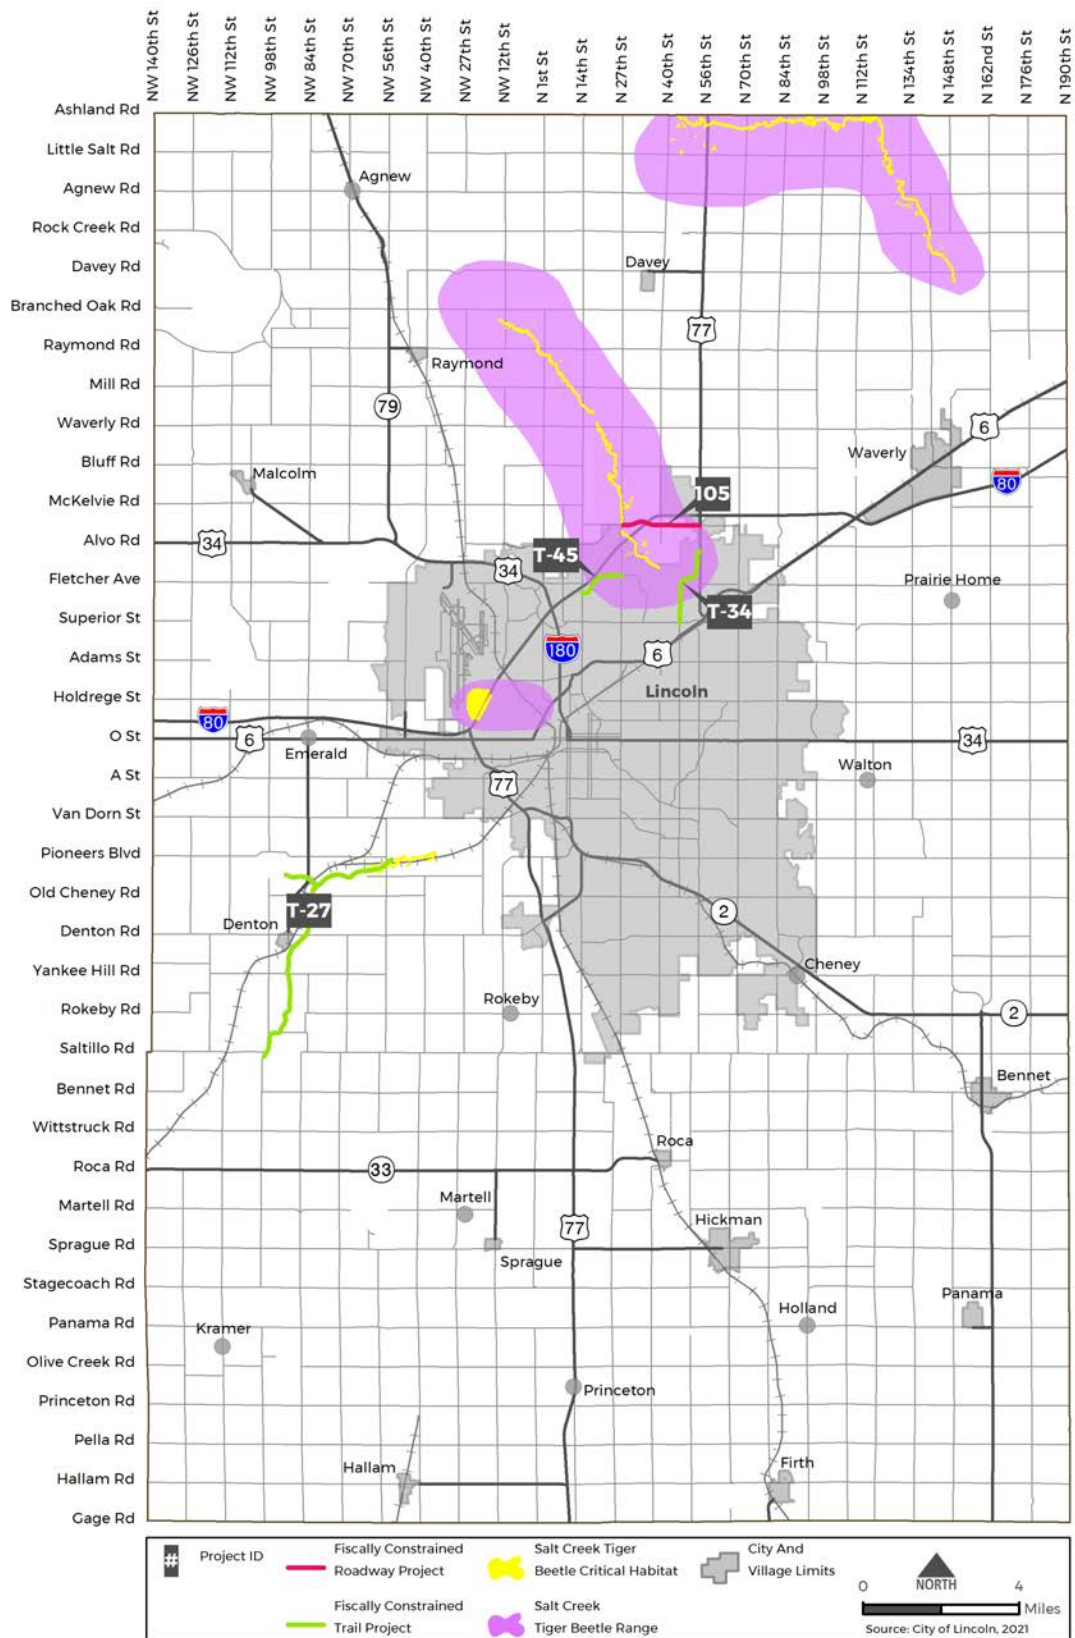 NW 140th St
NW 126th St
NW 112th St
NW 98th St
NW 84th St
NW 70th St
NW 56th St
NW 40th St
NW 27th St
NW 12th St
N 1st St
N 14th St
N 27th St
N 40th St
N 56th St
N 70th St
N 84th St
N 98th St
N 112th St
N 134th St
N 148th St
N 162nd St
N 176th St
N 190th St
Ashland Rd
Little Salt Rd
Agnew Rd
Rock Creek Rd
Davey Rd
Branched Oak Rd
Raymond Rd
Mill Rd
Waverly Rd
Bluff Rd
McKelvie Rd
Alvo Rd
Fletcher Ave
Superior St
Adams St
Holdrege St
O St
A St
Van Dorn St
Pioneers Blvd
Old Cheney Rd
Denton Rd
Yankee Hill Rd
Rokeby Rd
Saltillo Rd
Bennet Rd
Wittstruck Rd
Roca Rd
Martell Rd
Sprague Rd
Stagecoach Rd
Panama Rd
Olive Creek Rd
Princeton Rd
Pella Rd
Hallam Rd
Gage Rd
Agnew
Davey
77
Raymond
79
6
Waverly
80
Malcolm
105
34
T-45
34
Prairie Home
T-34
180
6
Lincoln
80
6
Emerald
34
77
Walton
T-27
Denton
2
Cheney
Rokeby
2
Bennet
Roca
33
Martell
77
Hickman
Sprague
Panama
Holland
Kramer
Princeton
Hallam
Firth
# Project ID
Fiscally Constrained
Roadway Project
Fiscally Constrained
Trail Project
Salt Creek Tiger
Beetle Critical Habitat
Salt Creek
Tiger Beetle Range
City And
Village Limits
NORTH
0 4
Miles
Source: City of Lincoln, 2021